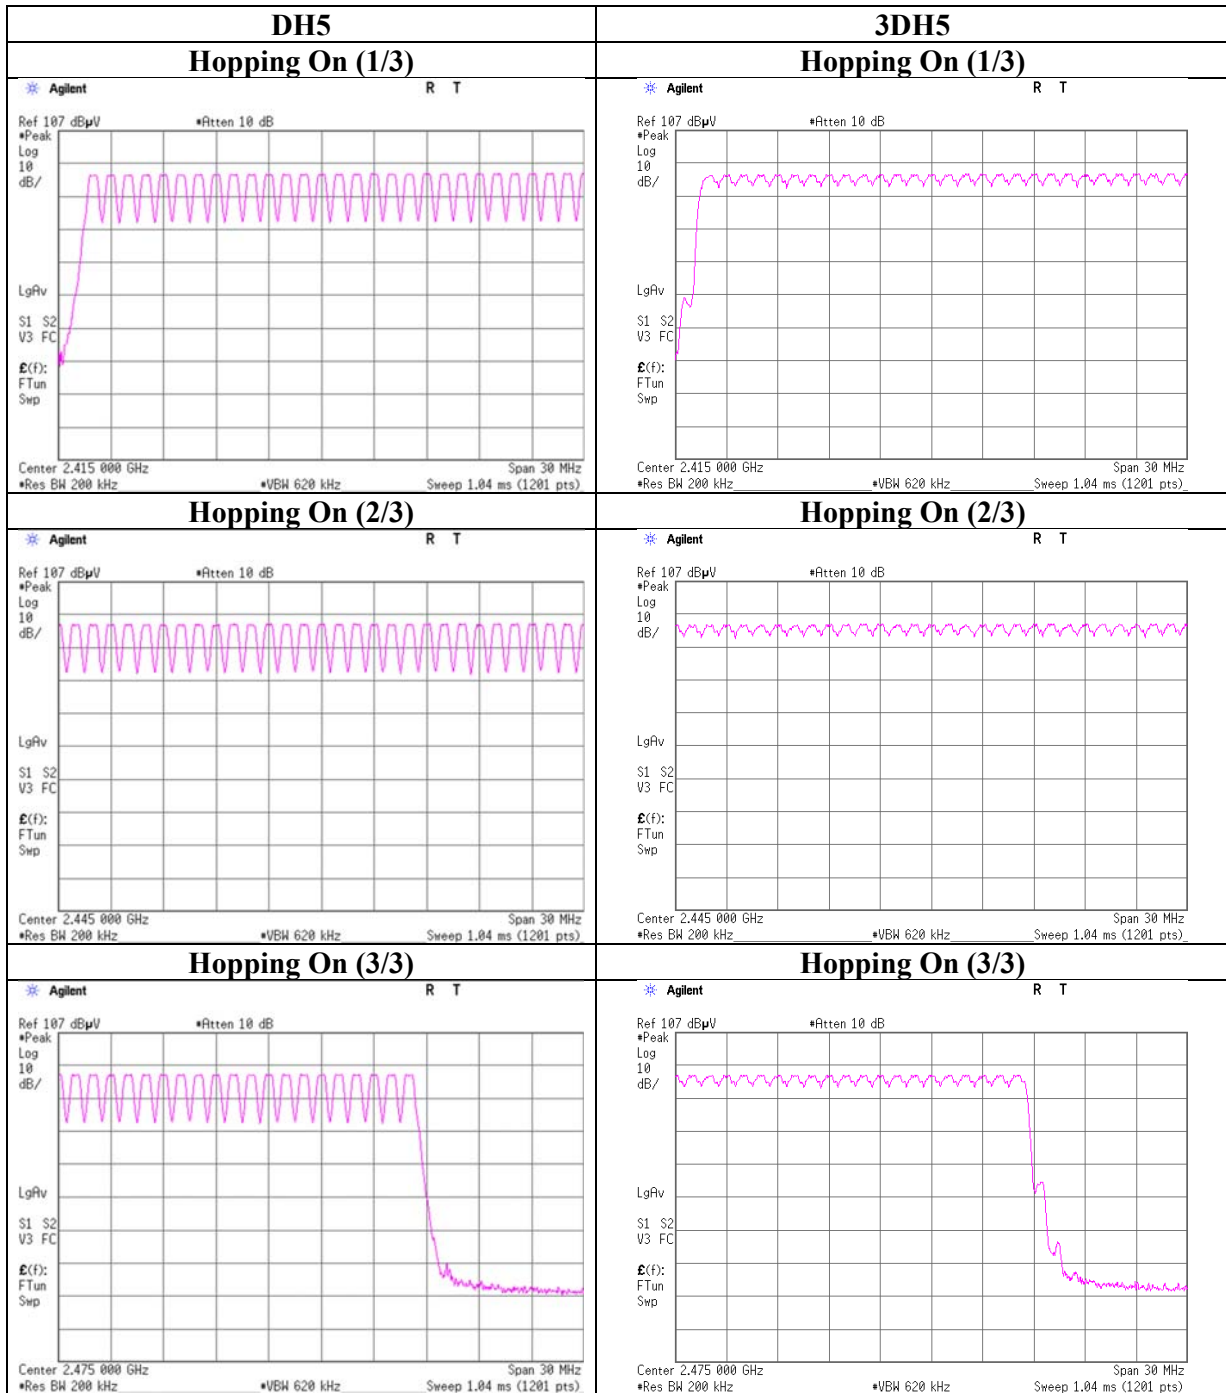 DH5 3DH5
Hopping On (1/3) Hopping On (1/3)
Agilent R T
Ref 107 dBµV #Atten 10 dB
#Peak
Log
10
dB/
LgAv
S1 S2
V3 FC
£(f):
FTun
Swp
Center 2.415 000 GHz Span 30 MHz
#Res BW 200 kHz #VBW 620 kHz Sweep 1.04 ms (1201 pts)
Agilent R T
Ref 107 dBµV #Atten 10 dB
#Peak
Log
10
dB/
LgAv
S1 S2
V3 FC
£(f):
FTun
Swp
Center 2.415 000 GHz Span 30 MHz
#Res BW 200 kHz #VBW 620 kHz Sweep 1.04 ms (1201 pts)
Hopping On (2/3) Hopping On (2/3)
Agilent R T
Ref 107 dBµV #Atten 10 dB
#Peak
Log
10
dB/
LgAv
S1 S2
V3 FC
£(f):
FTun
Swp
Center 2.445 000 GHz Span 30 MHz
#Res BW 200 kHz #VBW 620 kHz Sweep 1.04 ms (1201 pts)
Agilent R T
Ref 107 dBµV #Atten 10 dB
#Peak
Log
10
dB/
LgAv
S1 S2
V3 FC
£(f):
FTun
Swp
Center 2.445 000 GHz Span 30 MHz
#Res BW 200 kHz #VBW 620 kHz Sweep 1.04 ms (1201 pts)
Hopping On (3/3) Hopping On (3/3)
Agilent R T
Ref 107 dBµV #Atten 10 dB
#Peak
Log
10
dB/
LgAv
S1 S2
V3 FC
£(f):
FTun
Swp
Center 2.475 000 GHz Span 30 MHz
#Res BW 200 kHz #VBW 620 kHz Sweep 1.04 ms (1201 pts)
Agilent R T
Ref 107 dBµV #Atten 10 dB
#Peak
Log
10
dB/
LgAv
S1 S2
V3 FC
£(f):
FTun
Swp
Center 2.475 000 GHz Span 30 MHz
#Res BW 200 kHz #VBW 620 kHz Sweep 1.04 ms (1201 pts)